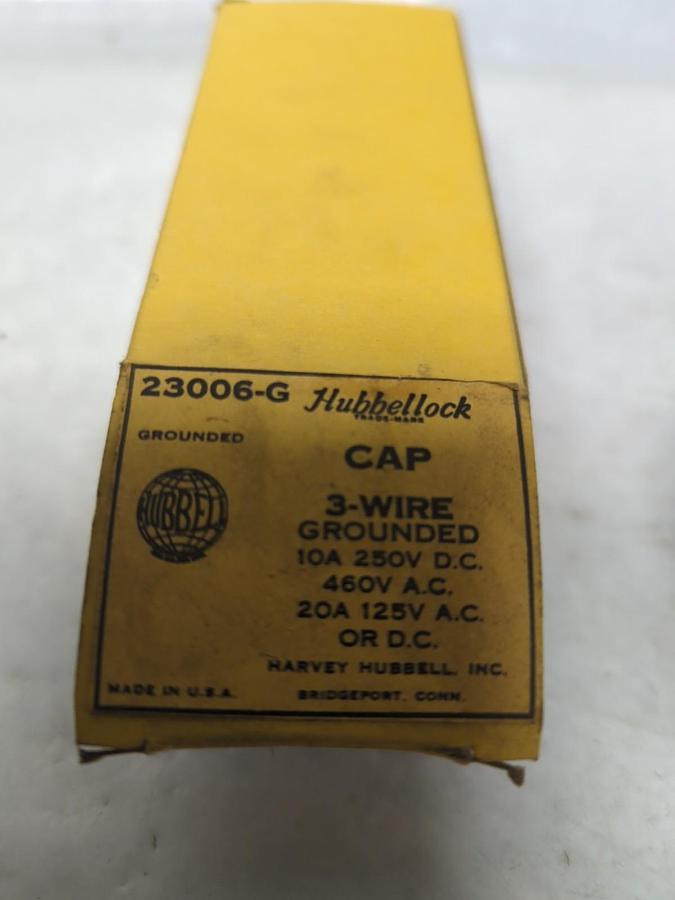 23006-G Hubbellock
TRADE-MARK
GROUNDED
CAP
HUBBELL
3-WIRE
GROUNDED
10A 250V D.C.
460V A.C.
20A 125V A.C.
OR D.C.
HARVEY HUBBELL, INC.
MADE IN U.S.A. BRIDGEPORT, CONN.